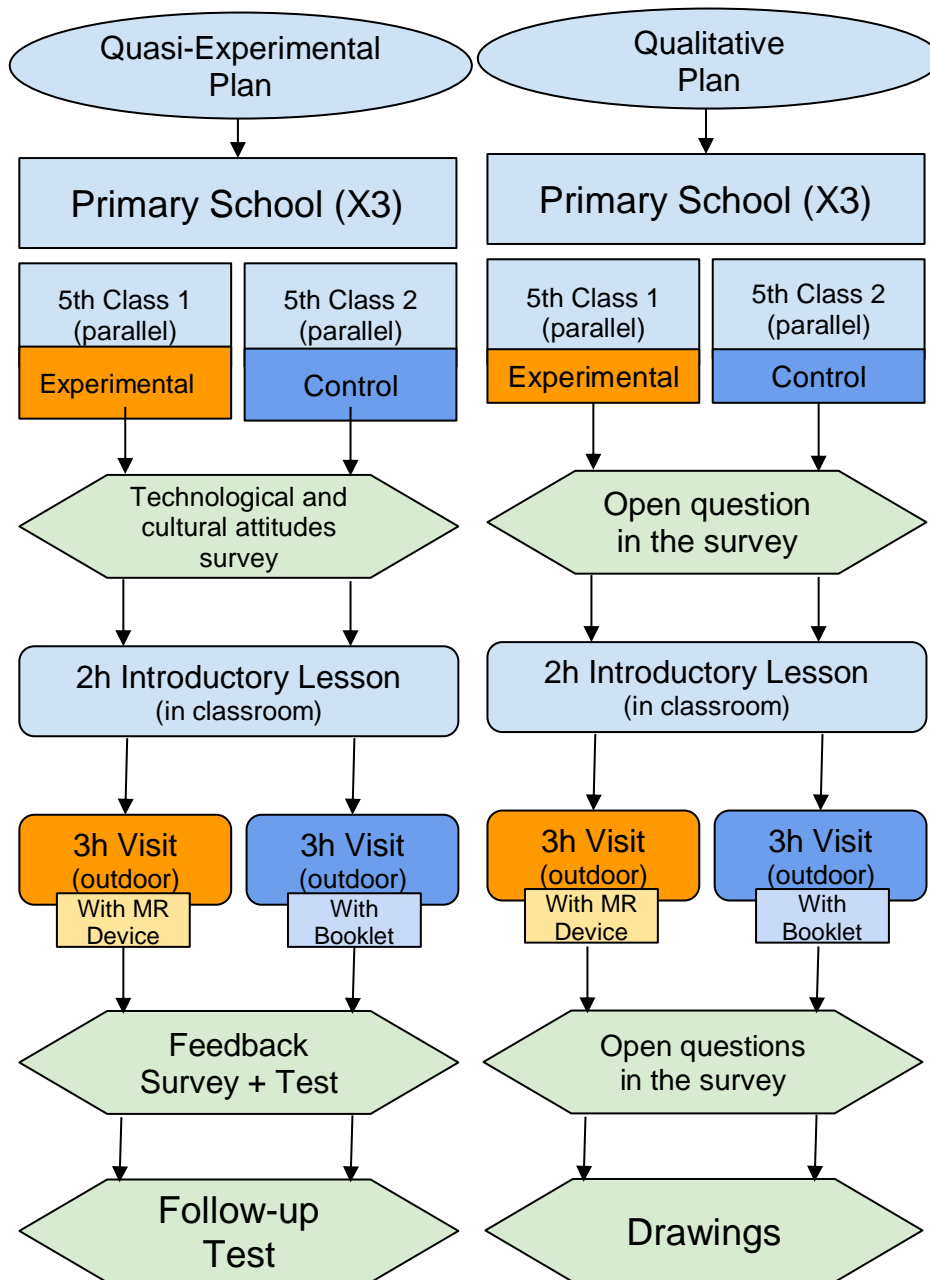 Quasi-Experimental
Plan
Primary School (X3)
5th Class 1
(parallel)
Experimental
5th Class 2
(parallel)
Control
Technological and
cultural attitudes
survey
2h Introductory Lesson
(in classroom)
3h Visit
(outdoor)
With MR
Device
3h Visit
(outdoor)
With
Booklet
Feedback
Survey + Test
Follow-up
Test
Qualitative
Plan
Primary School (X3)
5th Class 1
(parallel)
Experimental
5th Class 2
(parallel)
Control
Open question
in the survey
2h Introductory Lesson
(in classroom)
3h Visit
(outdoor)
With MR
Device
3h Visit
(outdoor)
With
Booklet
Open questions
in the survey
Drawings